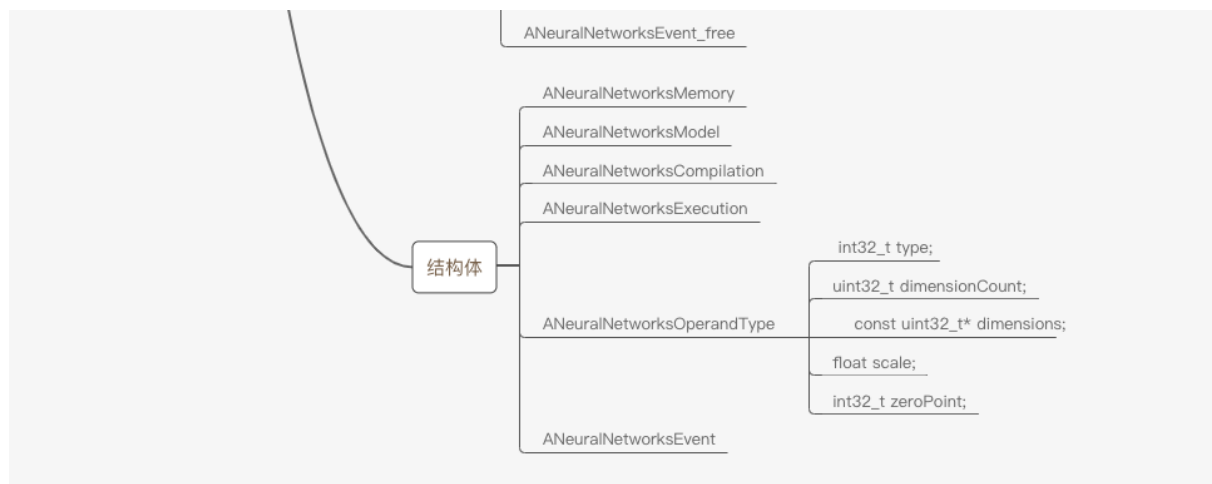 ANeuralNetworksEvent_free
结构体
ANeuralNetworksMemory
ANeuralNetworksModel
ANeuralNetworksCompilation
ANeuralNetworksExecution
ANeuralNetworksOperandType
int32_t type;
uint32_t dimensionCount;
const uint32_t* dimensions;
float scale;
int32_t zeroPoint;
ANeuralNetworksEvent